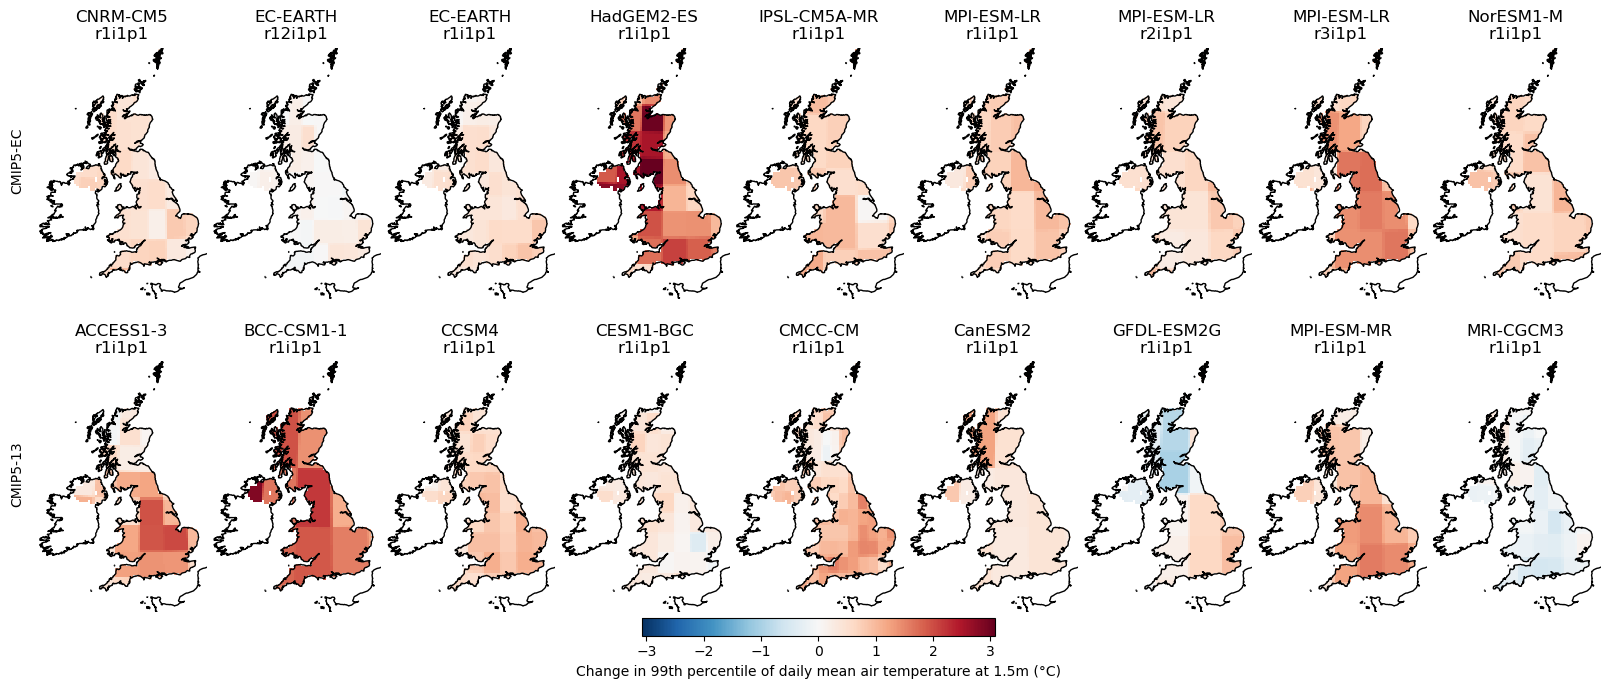 CNRM-CM5 EC-EARTH EC-EARTH HadGEM2-ES IPSL-CM5A-MR MPI-ESM-LR MPI-ESM-LR MPI-ESM-LR NorESM1-M
r1i1p1 r12i1p1 r1i1p1 r1i1p1 r1i1p1 r1i1p1 r2i1p1 r3i1p1 r1i1p1
CMIP5-EC
ACCESS1-3 BCC-CSM1-1 CCSM4 CESM1-BGC CMCC-CM CanESM2 GFDL-ESM2G MPI-ESM-MR MRI-CGCM3
r1i1p1 r1i1p1 r1i1p1 r1i1p1 r1i1p1 r1i1p1 r1i1p1 r1i1p1 r1i1p1
CMIP5-13
−3 −2 −1 0 1 2 3
Change in 99th percentile of daily mean air temperature at 1.5m (°C)